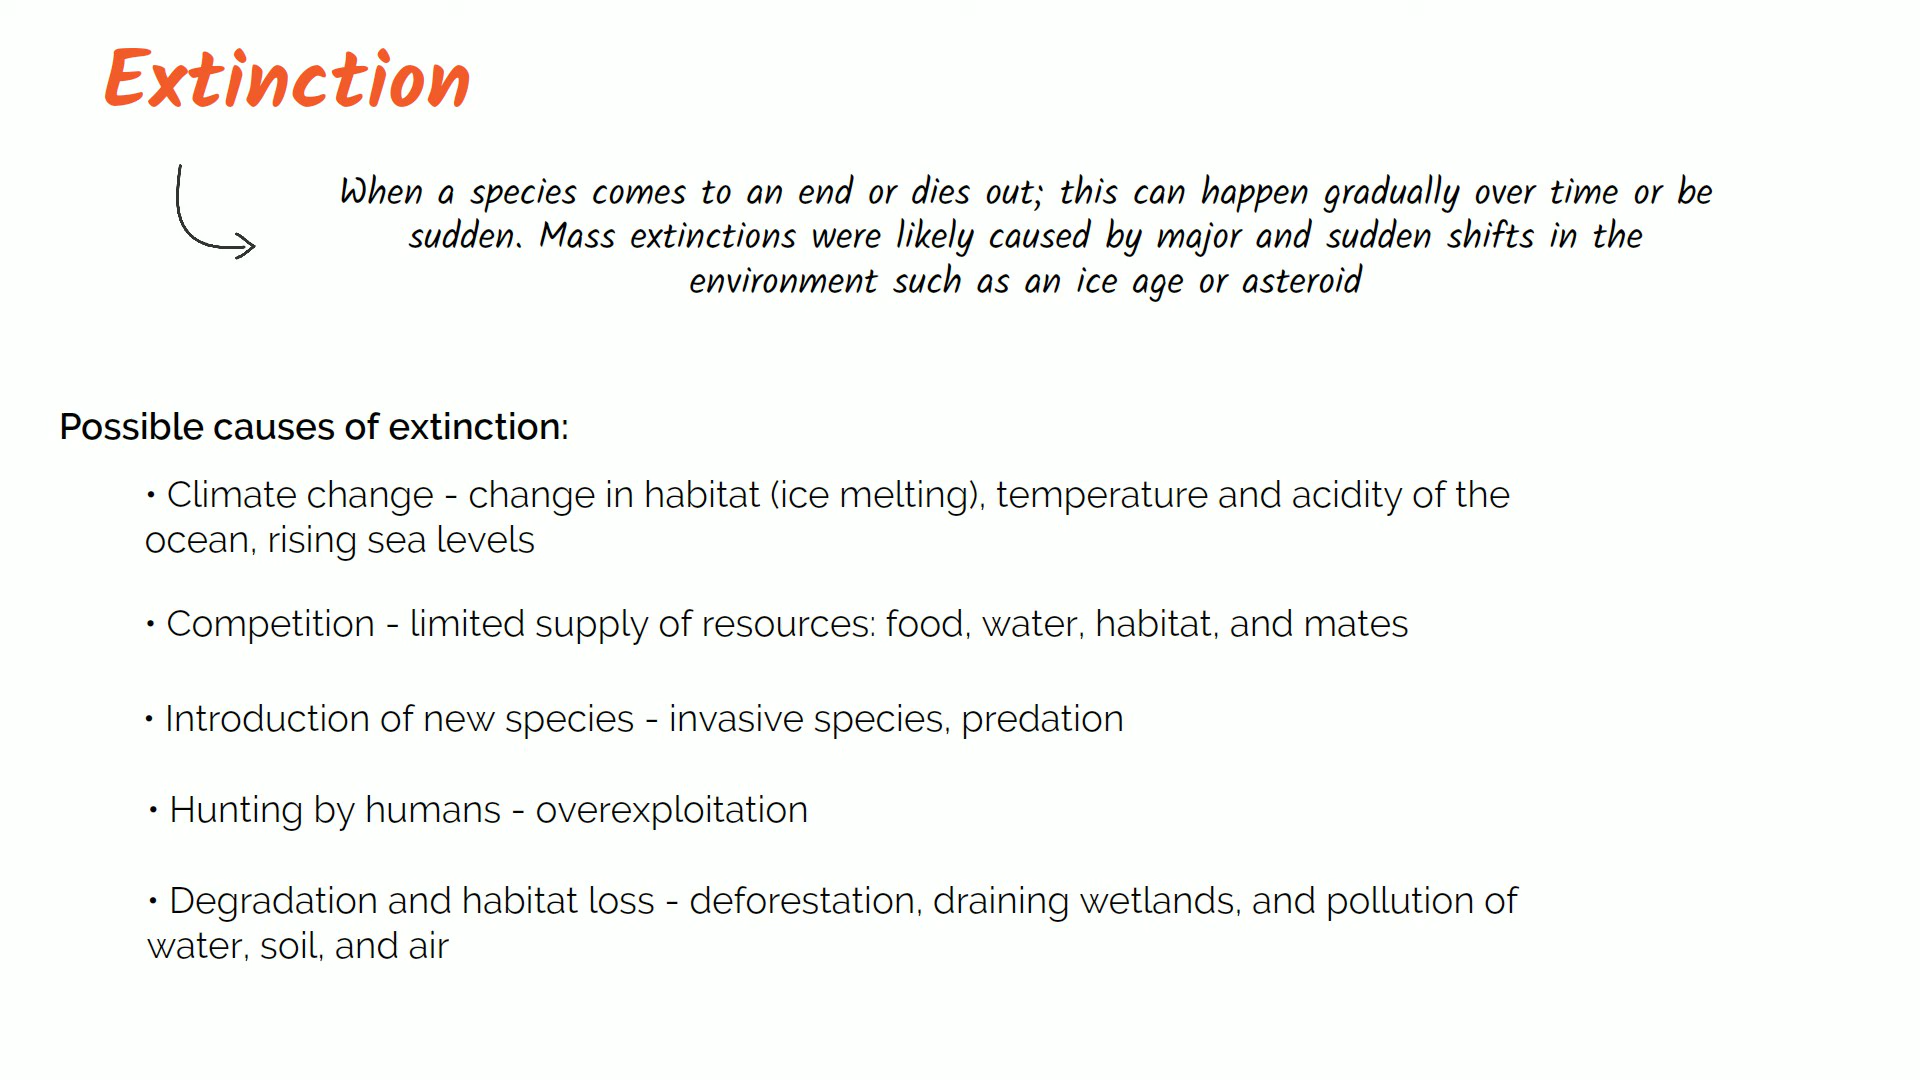 Extinction
When a species comes to an end or dies out; this can happen gradually over time or be
sudden. Mass extinctions were likely caused by major and sudden shifts in the
environment such as an ice age or asteroid
Possible causes of extinction:
• Climate change - change in habitat (ice melting), temperature and acidity of the
ocean, rising sea levels
• Competition - limited supply of resources: food, water, habitat, and mates
• Introduction of new species - invasive species, predation
• Hunting by humans - overexploitation
• Degradation and habitat loss - deforestation, draining wetlands, and pollution of
water, soil, and air